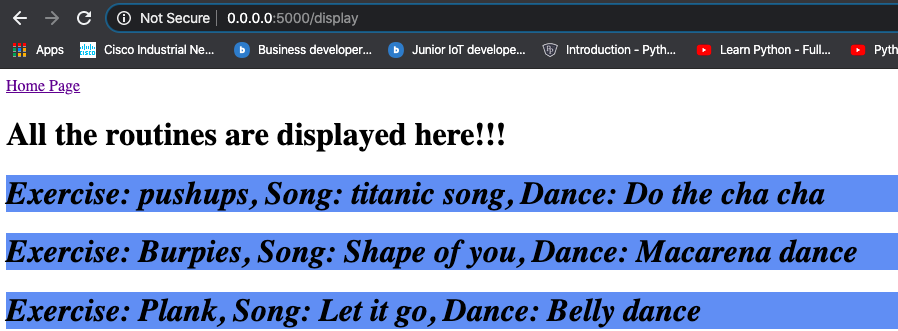 Not Secure 0.0.0.0:5000/display
Apps Cisco Industrial Ne... Business developer... Junior IoT develope... Introduction - Pyth... Learn Python - Full... Pyth
Home Page
All the routines are displayed here!!!
Exercise: pushups, Song: titanic song, Dance: Do the cha cha
Exercise: Burpies, Song: Shape of you, Dance: Macarena dance
Exercise: Plank, Song: Let it go, Dance: Belly dance